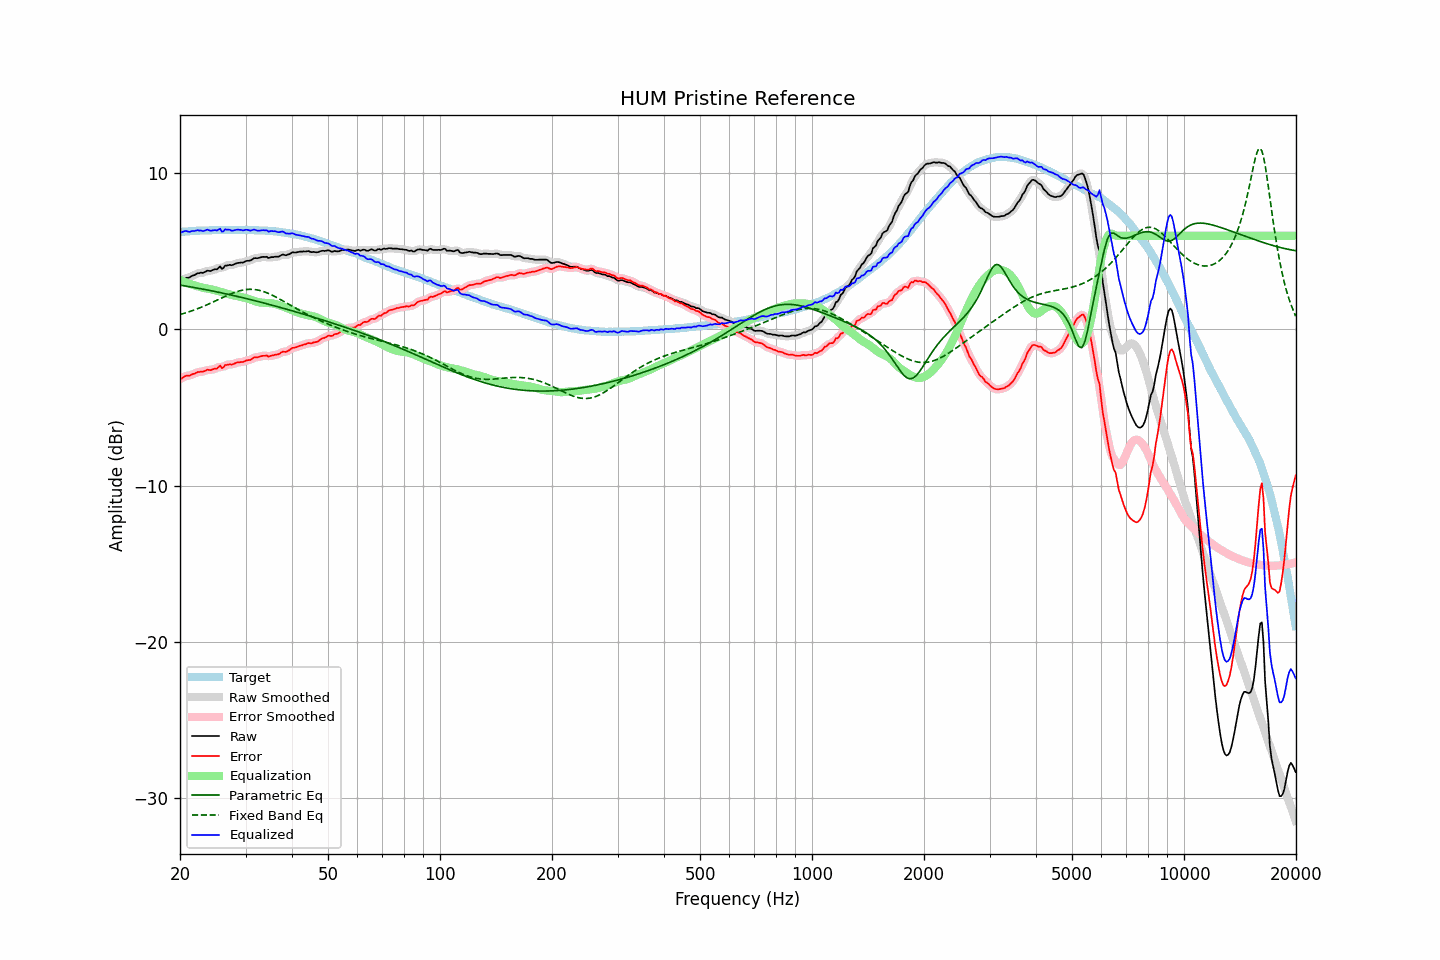 HUM Pristine Reference
Amplitude (dBr)
10
0
−10
−20
−30
Target
Raw Smoothed
Error Smoothed
Raw
Error
Equalization
Parametric Eq
Fixed Band Eq
Equalized
20 50 100 200 500 1000 2000 5000 10000 20000
Frequency (Hz)